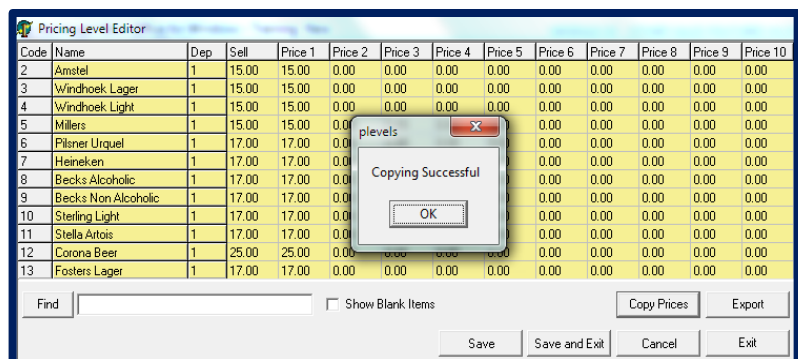 Pricing Level Editor
Code Name Dep Sell Price 1 Price 2 Price 3 Price 4 Price 5 Price 6 Price 7 Price 8 Price 9 Price 10
2 Amstel 1 15.00 15.00 0.00 0.00 0.00 0.00 0.00 0.00 0.00 0.00 0.00
3 Windhoek Lager 1 15.00 15.00 0.00 0.00 0.00 0.00 0.00 0.00 0.00 0.00 0.00
4 Windhoek Light 1 15.00 15.00 0.00 0.00 0.00 0.00 0.00 0.00 0.00 0.00 0.00
5 Millers 1 15.00 15.00 0.00 0.00 0.00 0.00 0.00
6 Pilsner Urquel 1 17.00 17.00 0.00 0.00 0.00 0.00 0.00
7 Heineken 1 17.00 17.00 0.00 0.00 0.00 0.00 0.00
8 Becks Alcoholic 1 17.00 17.00 0.00 0.00 0.00 0.00 0.00
9 Becks Non Alcoholic 1 17.00 17.00 0.00 0.00 0.00 0.00 0.00
10 Sterling Light 1 17.00 17.00 0.00 0.00 0.00 0.00 0.00
11 Stella Artois 1 17.00 17.00 0.00 0.00 0.00 0.00 0.00
12 Corona Beer 1 25.00 25.00 0.00 0.00 0.00 0.00 0.00
13 Fosters Lager 1 17.00 17.00 0.00 0.00 0.00 0.00 0.00 0.00 0.00 0.00 0.00
plevels
Copying Successful
OK
Find Show Blank Items Copy Prices Export
Save Save and Exit Cancel Exit